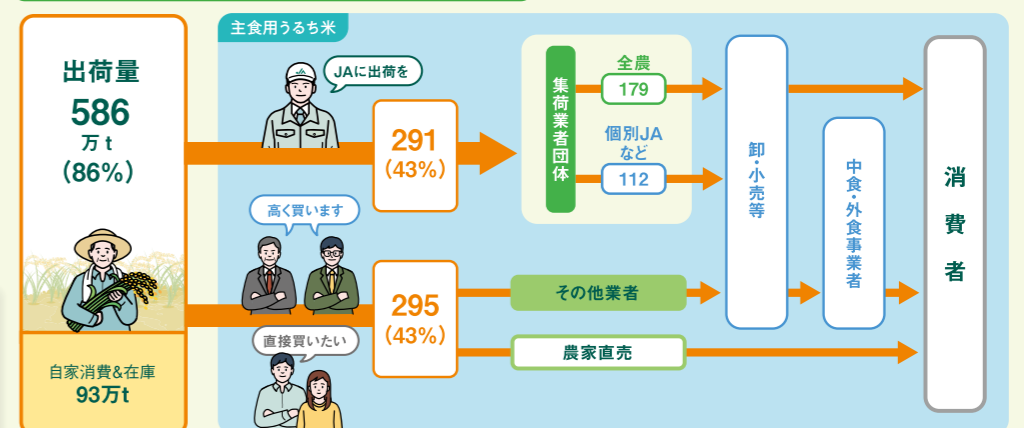 主食用うるち米
出荷量
586
万t
(86%)
自家消費&在庫
93万t
JA
JAに出荷を
291
(43%)
集荷業者団体
全農
179
個別JA
など
112
高く買います
直接買いたい
295
(43%)
その他業者
農家直売
卸・小売等
中食・外食事業者
消費者